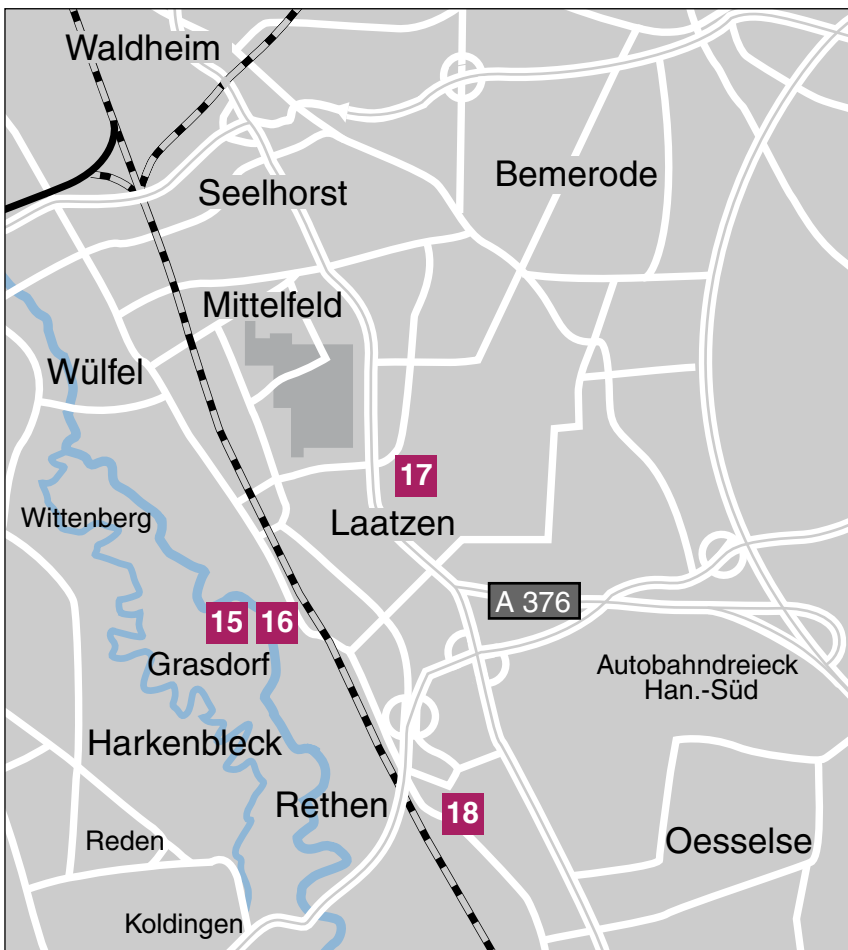 Waldheim
Bemerode
Seelhorst
Mittelfeld
Wülfel
17
Wittenberg
Laatzen
A 376
15 16
Grasdorf
Autobahndreieck
Han.-Süd
Harkenbleck
Rethen
18
Reden
Oesselse
Koldingen